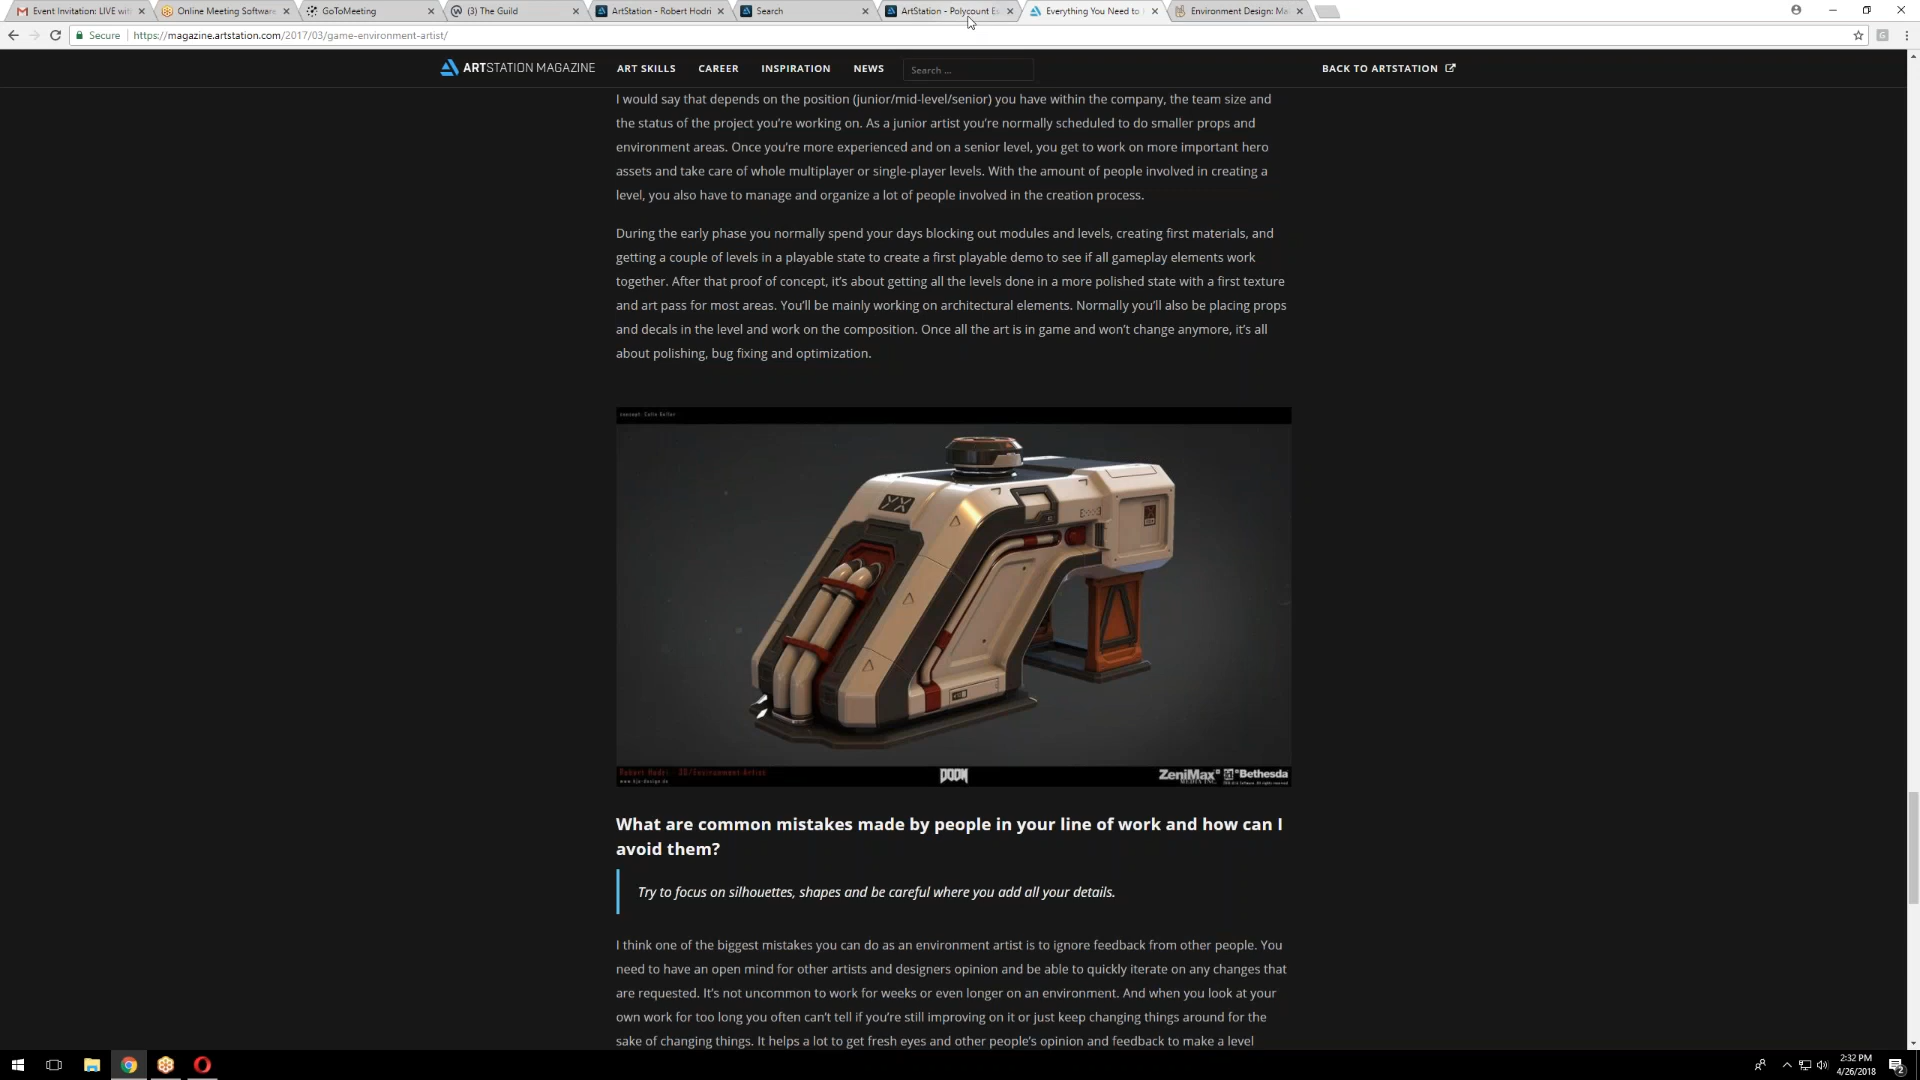 Event Invitation: LIVE wit
Online Meeting Software
GoToMeeting
(3) The Guild
ArtStation - Robert Hodri
Search
ArtStation - Polycount E
Everything You Need to
Environment Design: Ma
Secure
https://magazine.artstation.com/2017/03/game-environment-artist/
ARTSTATION MAGAZINE
ART SKILLS
CAREER
INSPIRATION
NEWS
Search ...
BACK TO ARTSTATION
I would say that depends on the position (junior/mid-level/senior) you have within the company, the team size and
the status of the project you’re working on. As a junior artist you’re normally scheduled to do smaller props and
environment areas. Once you’re more experienced and on a senior level, you get to work on more important hero
assets and take care of whole multiplayer or single-player levels. With the amount of people involved in creating a
level, you also have to manage and organize a lot of people involved in the creation process.
During the early phase you normally spend your days blocking out modules and levels, creating first materials, and
getting a couple of levels in a playable state to create a first playable demo to see if all gameplay elements work
together. After that proof of concept, it’s about getting all the levels done in a more polished state with a first texture
and art pass for most areas. You’ll be mainly working on architectural elements. Normally you’ll also be placing props
and decals in the level and work on the composition. Once all the art is in game and won’t change anymore, it’s all
about polishing, bug fixing and optimization.
YX
Robert Hodri 3D/Environment Artist
DOOM
ZeniMax
MEDIA INC.
Bethesda
What are common mistakes made by people in your line of work and how can I
avoid them?
Try to focus on silhouettes, shapes and be careful where you add all your details.
I think one of the biggest mistakes you can do as an environment artist is to ignore feedback from other people. You
need to have an open mind for other artists and designers opinion and be able to quickly iterate on any changes that
are requested. It’s not uncommon to work for weeks or even longer on an environment. And when you look at your
own work for too long you often can’t tell if you’re still improving on it or just keep changing things around for the
sake of changing things. It helps a lot to get fresh eyes and other people’s opinion and feedback to make a level
2:32 PM
4/26/2018
2